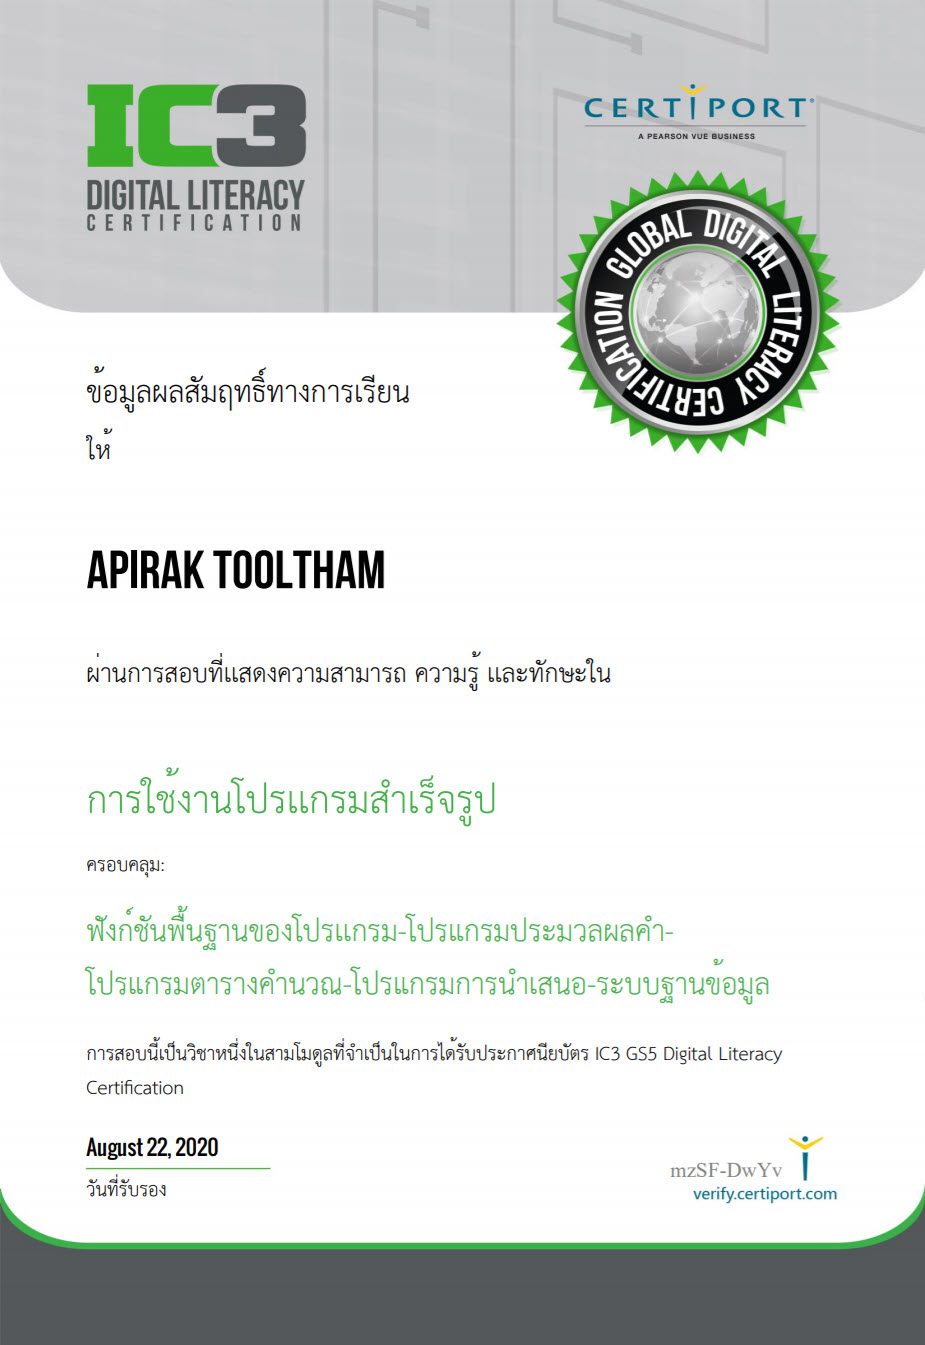 IC3
DIGITAL LITERACY
CERTIFICATION
CERTIPORT®
A PEARSON VUE BUSINESS
GLOBAL DIGITAL LITERACY CERTIFICATION
ข้อมูลผลสัมฤทธิ์ทางการเรียน
ให้
APIRAK TOOLTHAM
ผ่านการสอบที่แสดงความสามารถ ความรู้ และทักษะใน
การใช้งานโปรแกรมสำเร็จรูป
ครอบคลุม:
ฟังก์ชันพื้นฐานของโปรแกรม-โปรแกรมประมวลผลคำ-
โปรแกรมตารางคำนวณ-โปรแกรมการนำเสนอ-ระบบฐานข้อมูล
การสอบนี้เป็นวิชาหนึ่งในสามโมดูลที่จำเป็นในการได้รับประกาศนียบัตร IC3 GS5 Digital Literacy
Certification
August 22, 2020
วันที่รับรอง
mzSF-DwYv
verify.certiport.com